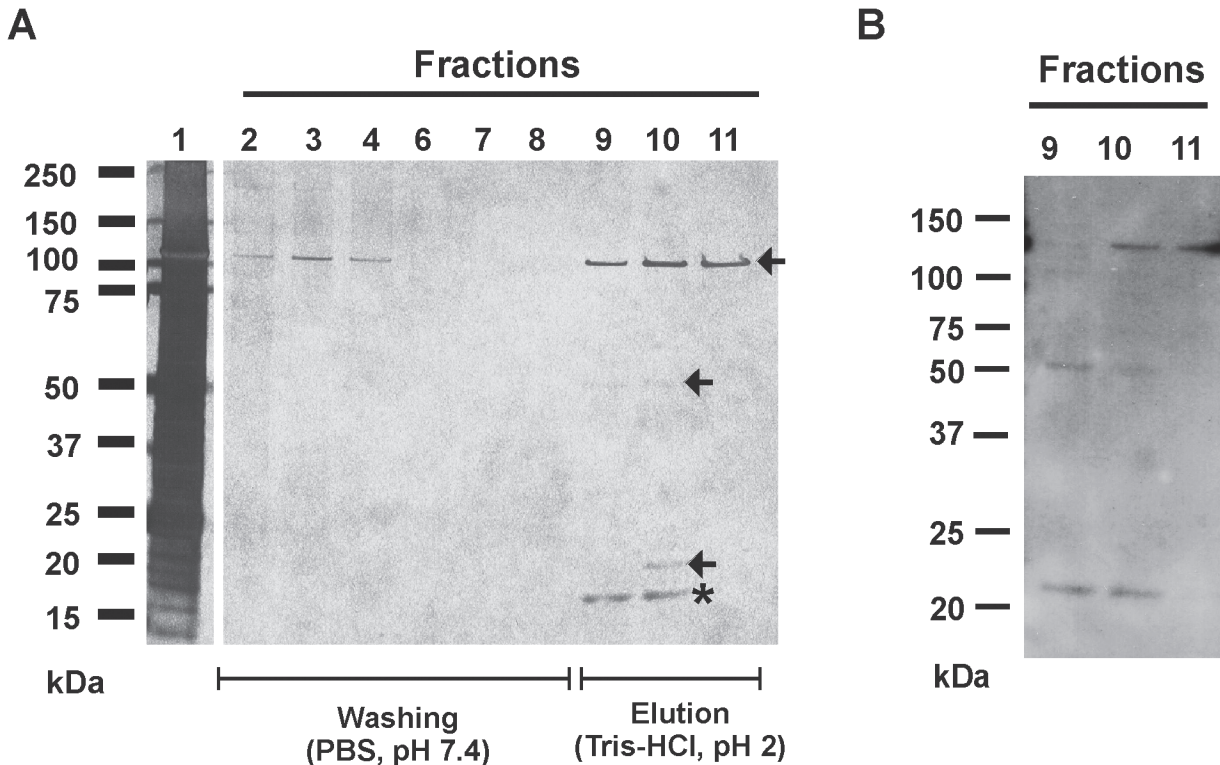 A
Fractions
1 2 3 4 6 7 8 9 10 11
250
150
100
75
50
37
25
20
15
kDa
*
Washing
(PBS, pH 7.4)
Elution
(Tris-HCl, pH 2)
B
Fractions
9 10 11
150
100
75
50
37
25
20
kDa